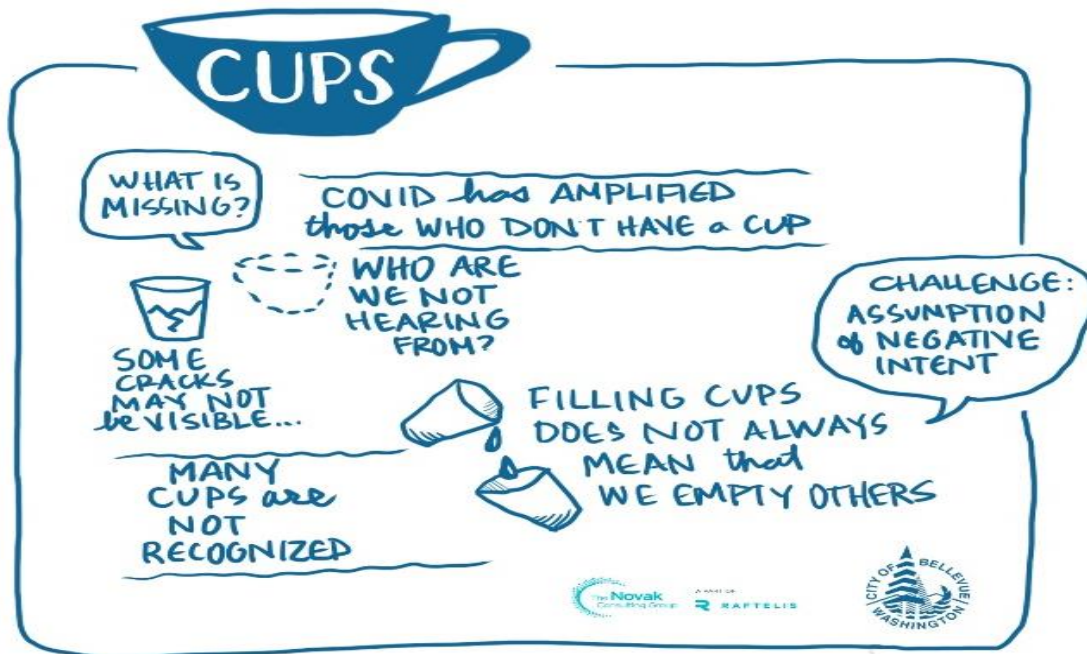 CUPS
WHAT IS
MISSING?
COVID has AMPLIFIED
those WHO DON'T HAVE a CUP
WHO ARE
WE NOT
HEARING
FROM?
CHALLENGE:
ASSUMPTION
of NEGATIVE
INTENT
SOME
CRACKS
MAY NOT
be VISIBLE...
FILLING CUPS
DOES NOT ALWAYS
MEAN that
WE EMPTY OTHERS
MANY
CUPS are
NOT
RECOGNIZED
The Novak
Consulting Group
A PART OF
RAFTELIS
CITY OF BELLEVUE
WASHINGTON